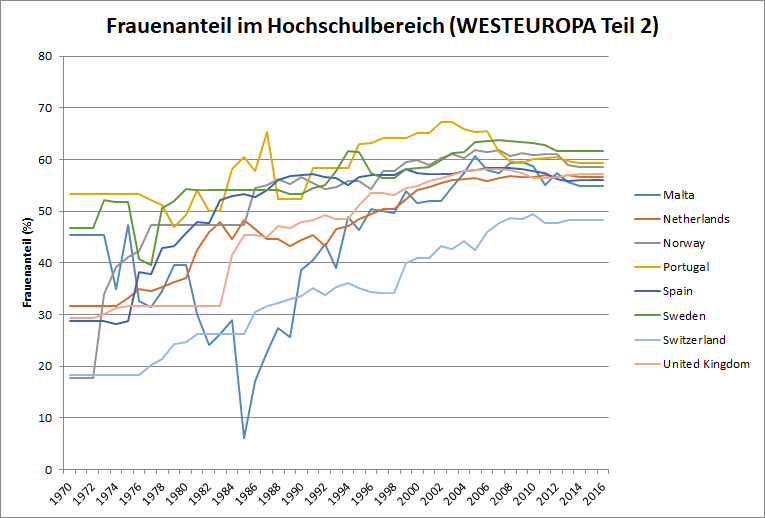 Frauenanteil im Hochschulbereich (WESTEUROPA Teil 2)
Frauenanteil (%)
80
70
60
50
40
30
20
10
0
1970 1972 1974 1976 1978 1980 1982 1984 1986 1988 1990 1992 1994 1996 1998 2000 2002 2004 2006 2008 2010 2012 2014 2016
Malta
Netherlands
Norway
Portugal
Spain
Sweden
Switzerland
United Kingdom